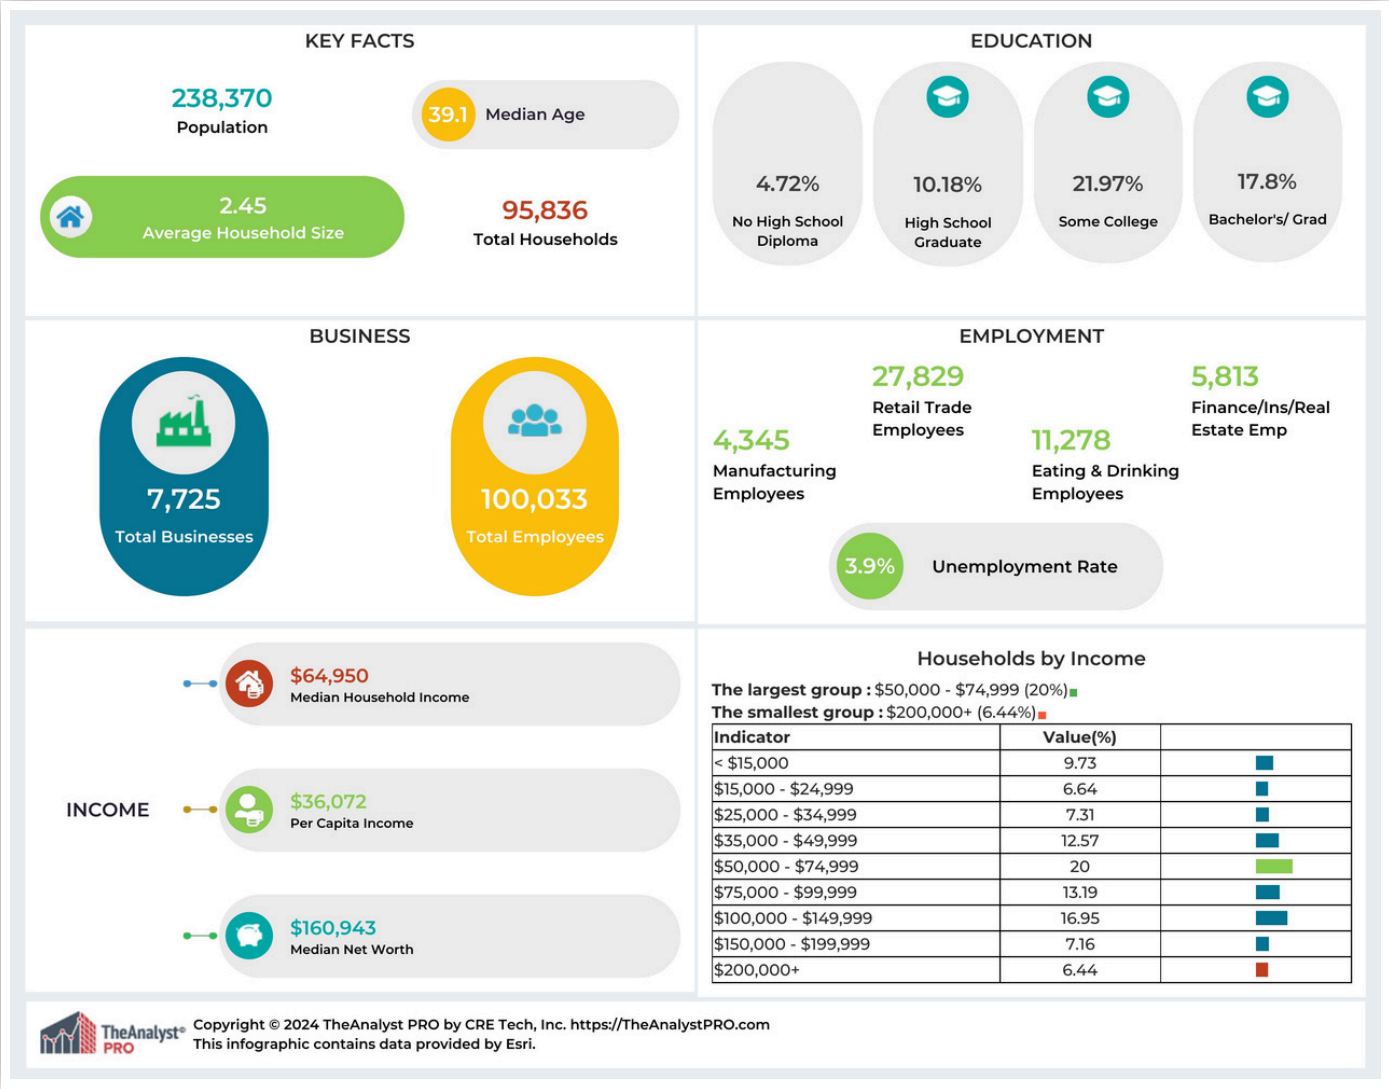 KEY FACTS
238,370
Population
39.1
Median Age
2.45
Average Household Size
95,836
Total Households
EDUCATION
4.72%
No High School
Diploma
10.18%
High School
Graduate
21.97%
Some College
17.8%
Bachelor's/ Grad
BUSINESS
7,725
Total Businesses
100,033
Total Employees
EMPLOYMENT
4,345
Manufacturing
Employees
27,829
Retail Trade
Employees
11,278
Eating & Drinking
Employees
5,813
Finance/Ins/Real
Estate Emp
3.9%
Unemployment Rate
INCOME
$64,950
Median Household Income
$36,072
Per Capita Income
$160,943
Median Net Worth
Households by Income
The largest group : $50,000 - $74,999 (20%)
The smallest group : $200,000+ (6.44%)
Indicator Value(%)
< $15,000 9.73
$15,000 - $24,999 6.64
$25,000 - $34,999 7.31
$35,000 - $49,999 12.57
$50,000 - $74,999 20
$75,000 - $99,999 13.19
$100,000 - $149,999 16.95
$150,000 - $199,999 7.16
$200,000+ 6.44
TheAnalyst®
PRO
Copyright © 2024 TheAnalyst PRO by CRE Tech, Inc. https://TheAnalystPRO.com
This infographic contains data provided by Esri.